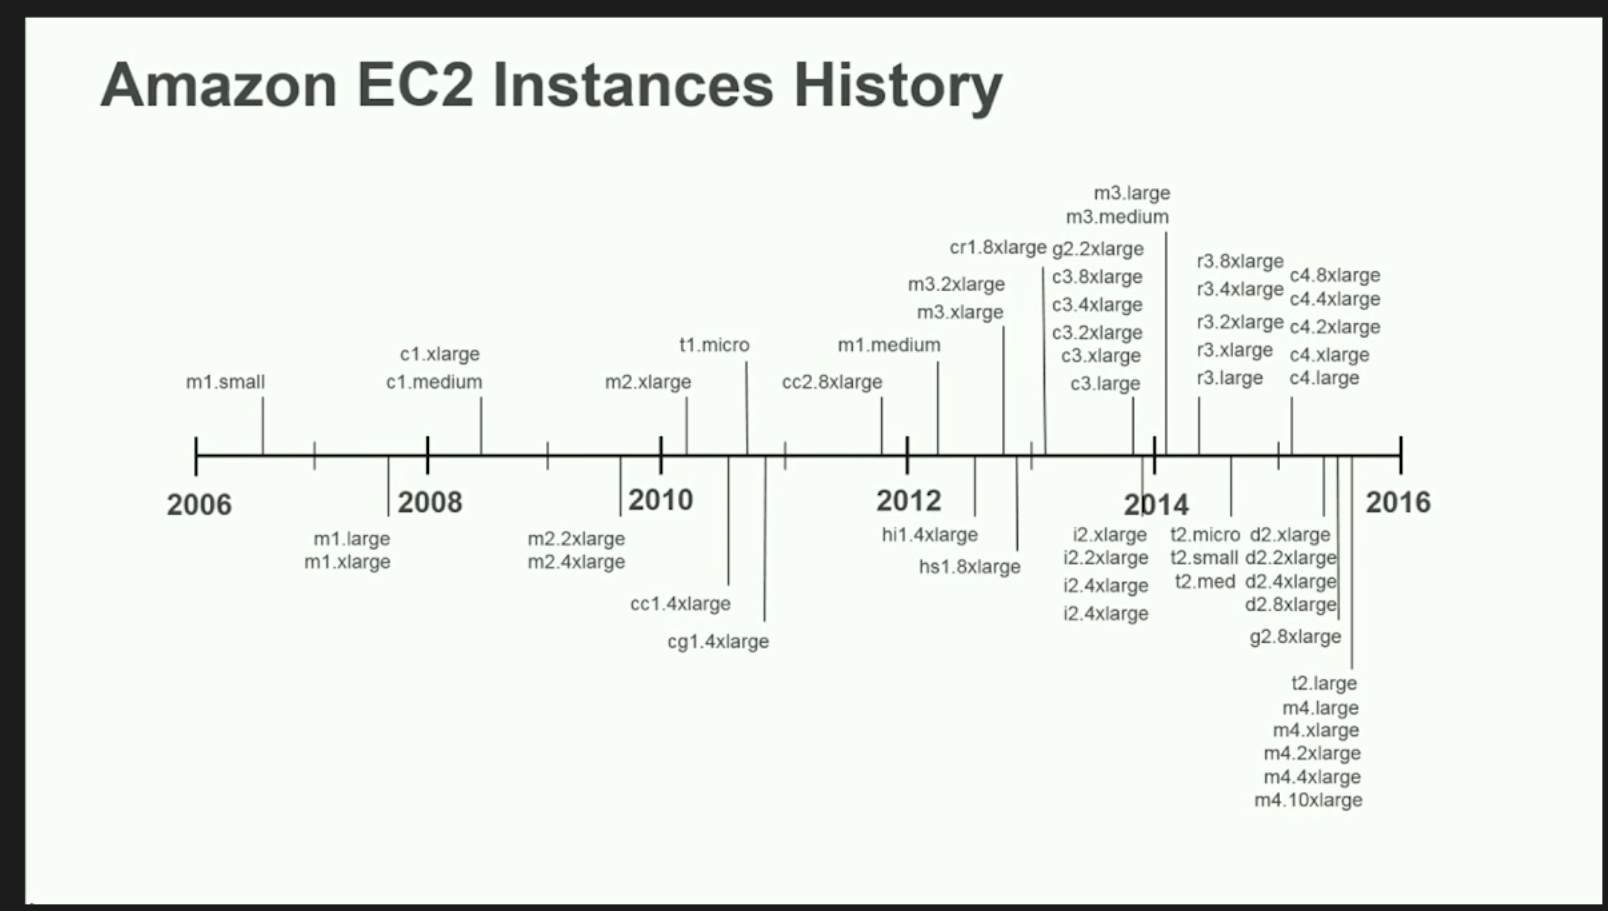 Amazon EC2 Instances History
m1.small
c1.xlarge
c1.medium
m2.xlarge
t1.micro
cc2.8xlarge
m1.medium
m3.2xlarge
m3.xlarge
cr1.8xlarge
g2.2xlarge
c3.8xlarge
c3.4xlarge
c3.2xlarge
c3.xlarge
c3.large
m3.large
m3.medium
r3.8xlarge
r3.4xlarge
r3.2xlarge
r3.xlarge
r3.large
c4.8xlarge
c4.4xlarge
c4.2xlarge
c4.xlarge
c4.large
2006
2008
2010
2012
2014
2016
m1.large
m1.xlarge
m2.2xlarge
m2.4xlarge
cc1.4xlarge
cg1.4xlarge
hi1.4xlarge
hs1.8xlarge
i2.xlarge
i2.2xlarge
i2.4xlarge
i2.4xlarge
t2.micro
t2.small
t2.med
d2.xlarge
d2.2xlarge
d2.4xlarge
d2.8xlarge
g2.8xlarge
t2.large
m4.large
m4.xlarge
m4.2xlarge
m4.4xlarge
m4.10xlarge